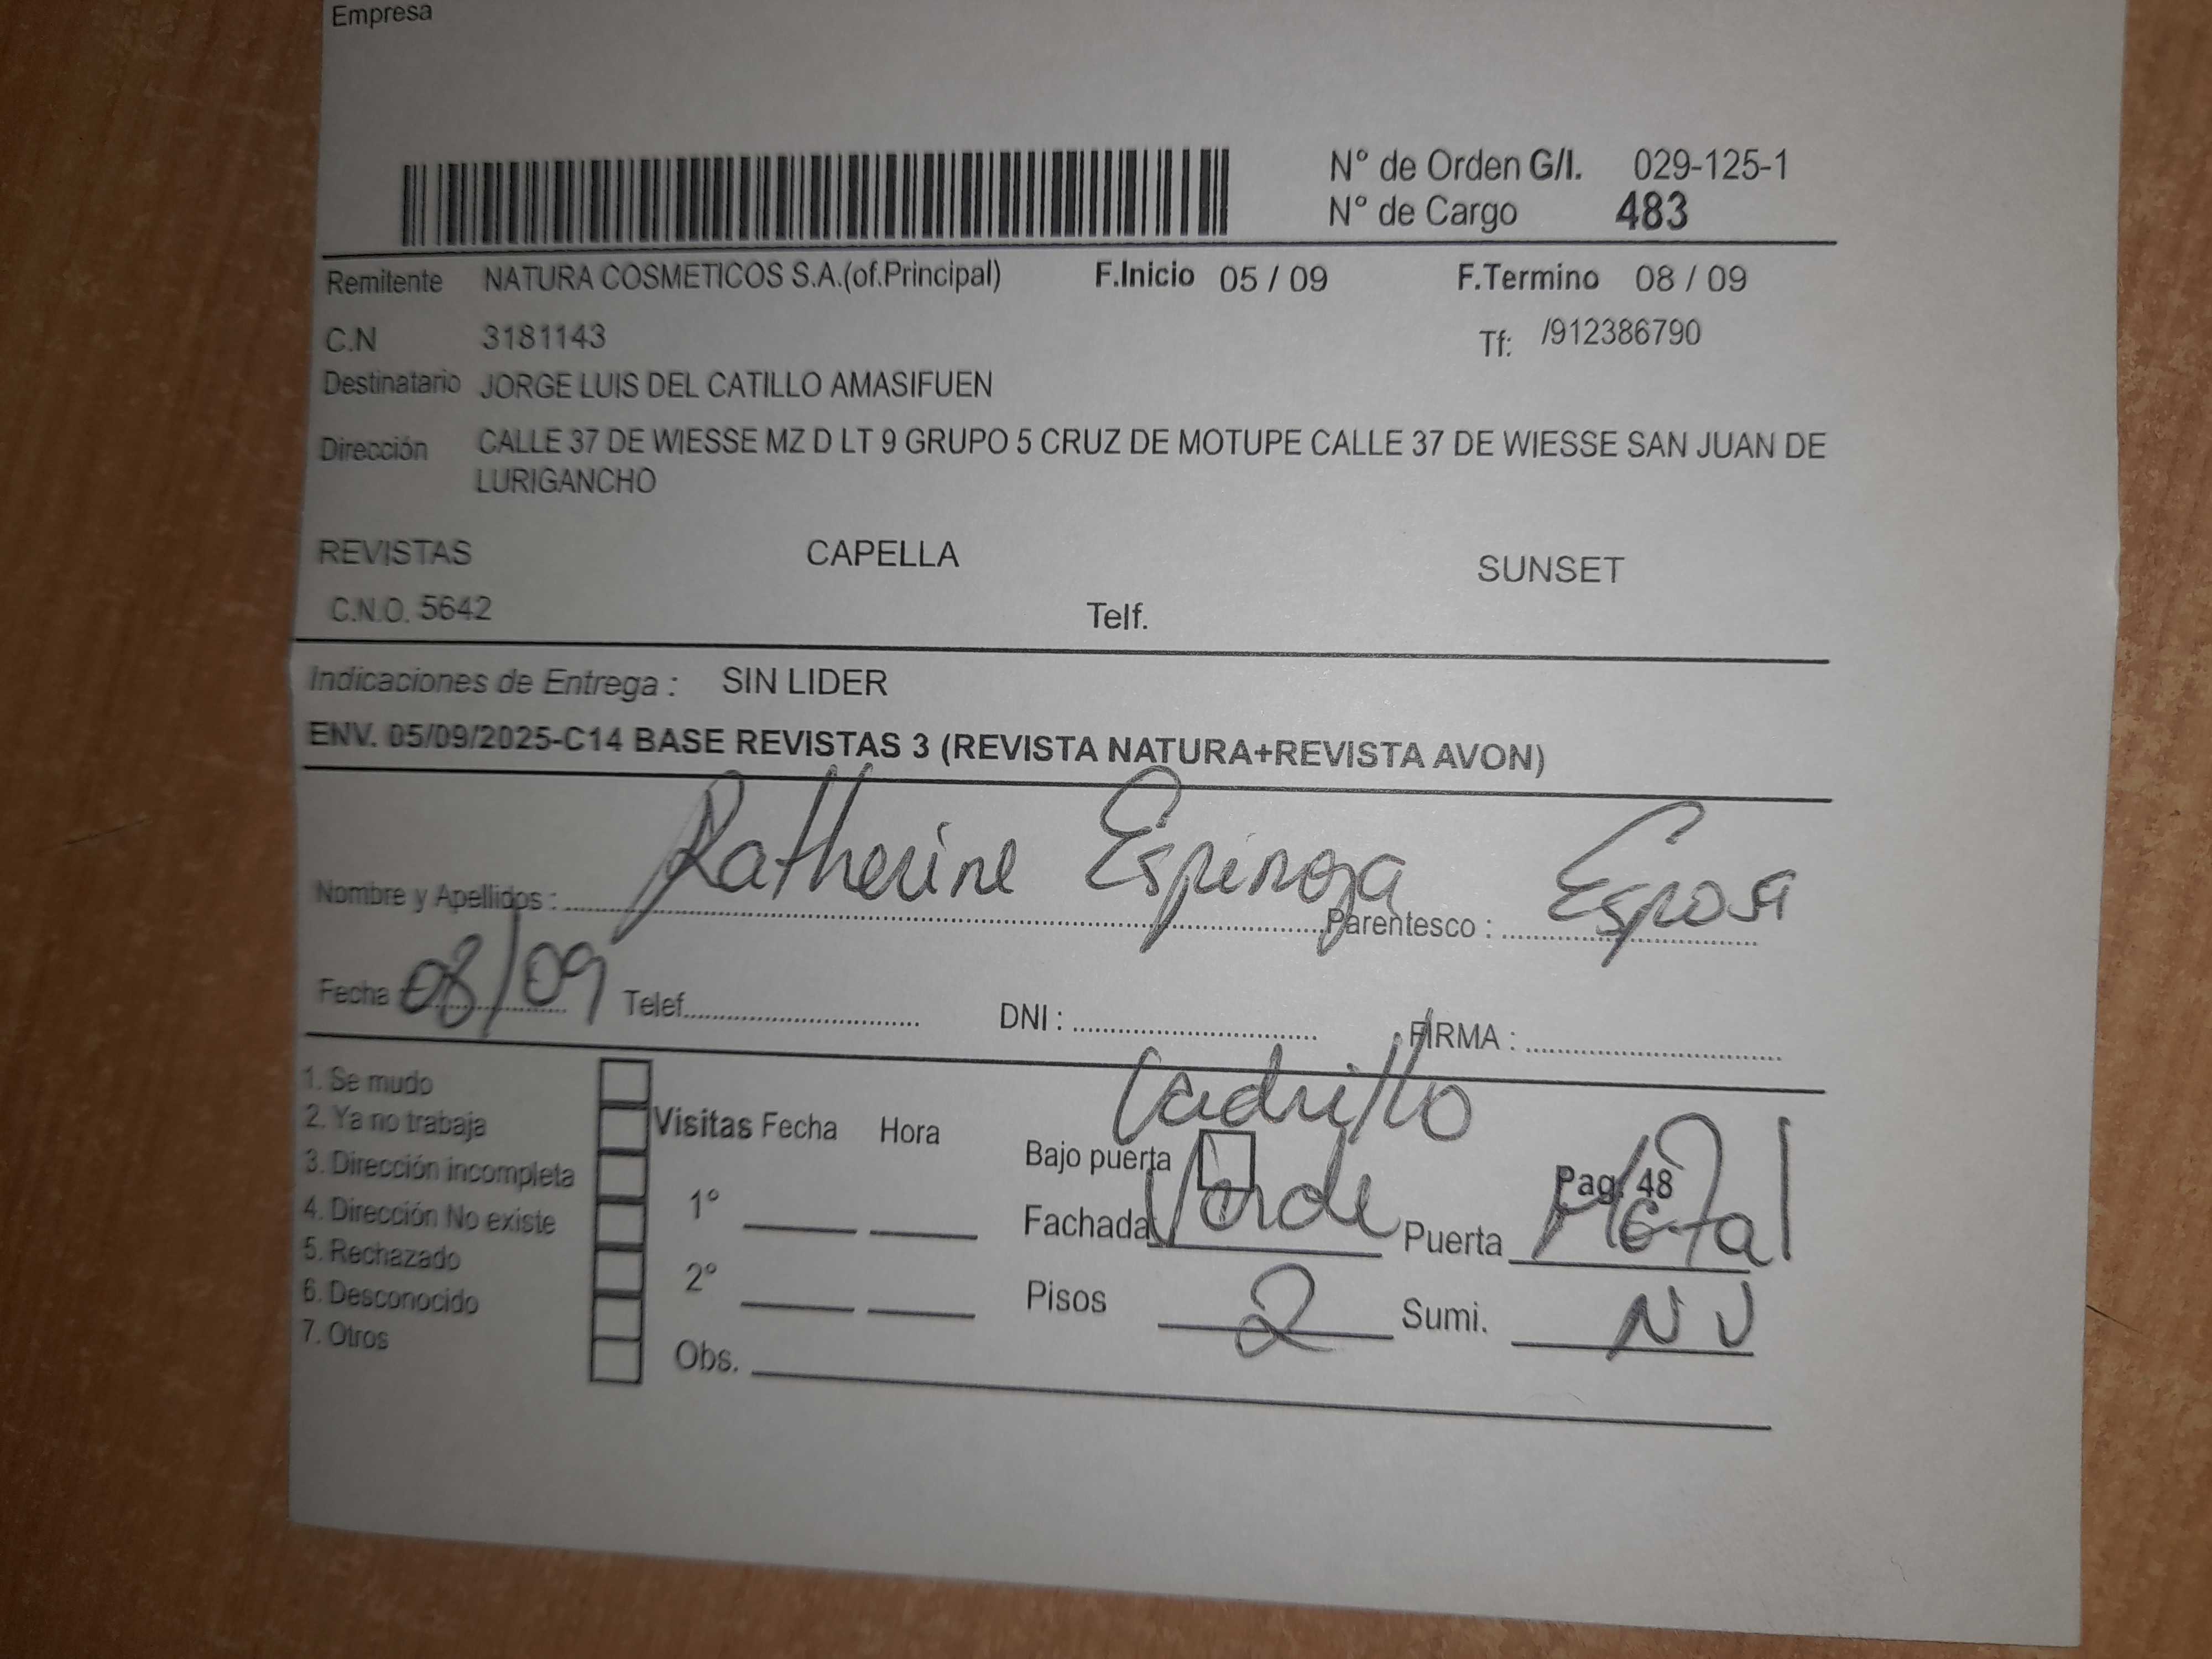 Empresa
N° de Orden G/I. 029-125-1
N° de Cargo 483
Remitente NATURA COSMETICOS S.A.(of.Principal) F.Inicio 05 / 09 F.Termino 08 / 09
C.N 3181143 Tf: /912386790
Destinatario JORGE LUIS DEL CATILLO AMASIFUEN
Dirección CALLE 37 DE WIESSE MZ D LT 9 GRUPO 5 CRUZ DE MOTUPE CALLE 37 DE WIESSE SAN JUAN DE
LURIGANCHO
REVISTAS CAPELLA SUNSET
C.N.O. 5642 Telf.
Indicaciones de Entrega : SIN LIDER
ENV. 05/09/2025-C14 BASE REVISTAS 3 (REVISTA NATURA+REVISTA AVON)
Nombre y Apellidos : Katherine Espinoza Parentesco : Esposa
Fecha 08/09 Telef. DNI : FIRMA :
Ladrillo
1. Se mudo
2. Ya no trabaja Visitas Fecha Hora
3. Dirección incompleta Bajo puerta Pag. 48
4. Dirección No existe 1° Fachada Verde Puerta Metal
5. Rechazado
6. Desconocido 2° Pisos 2 Sumi. N V
7. Otros Obs.